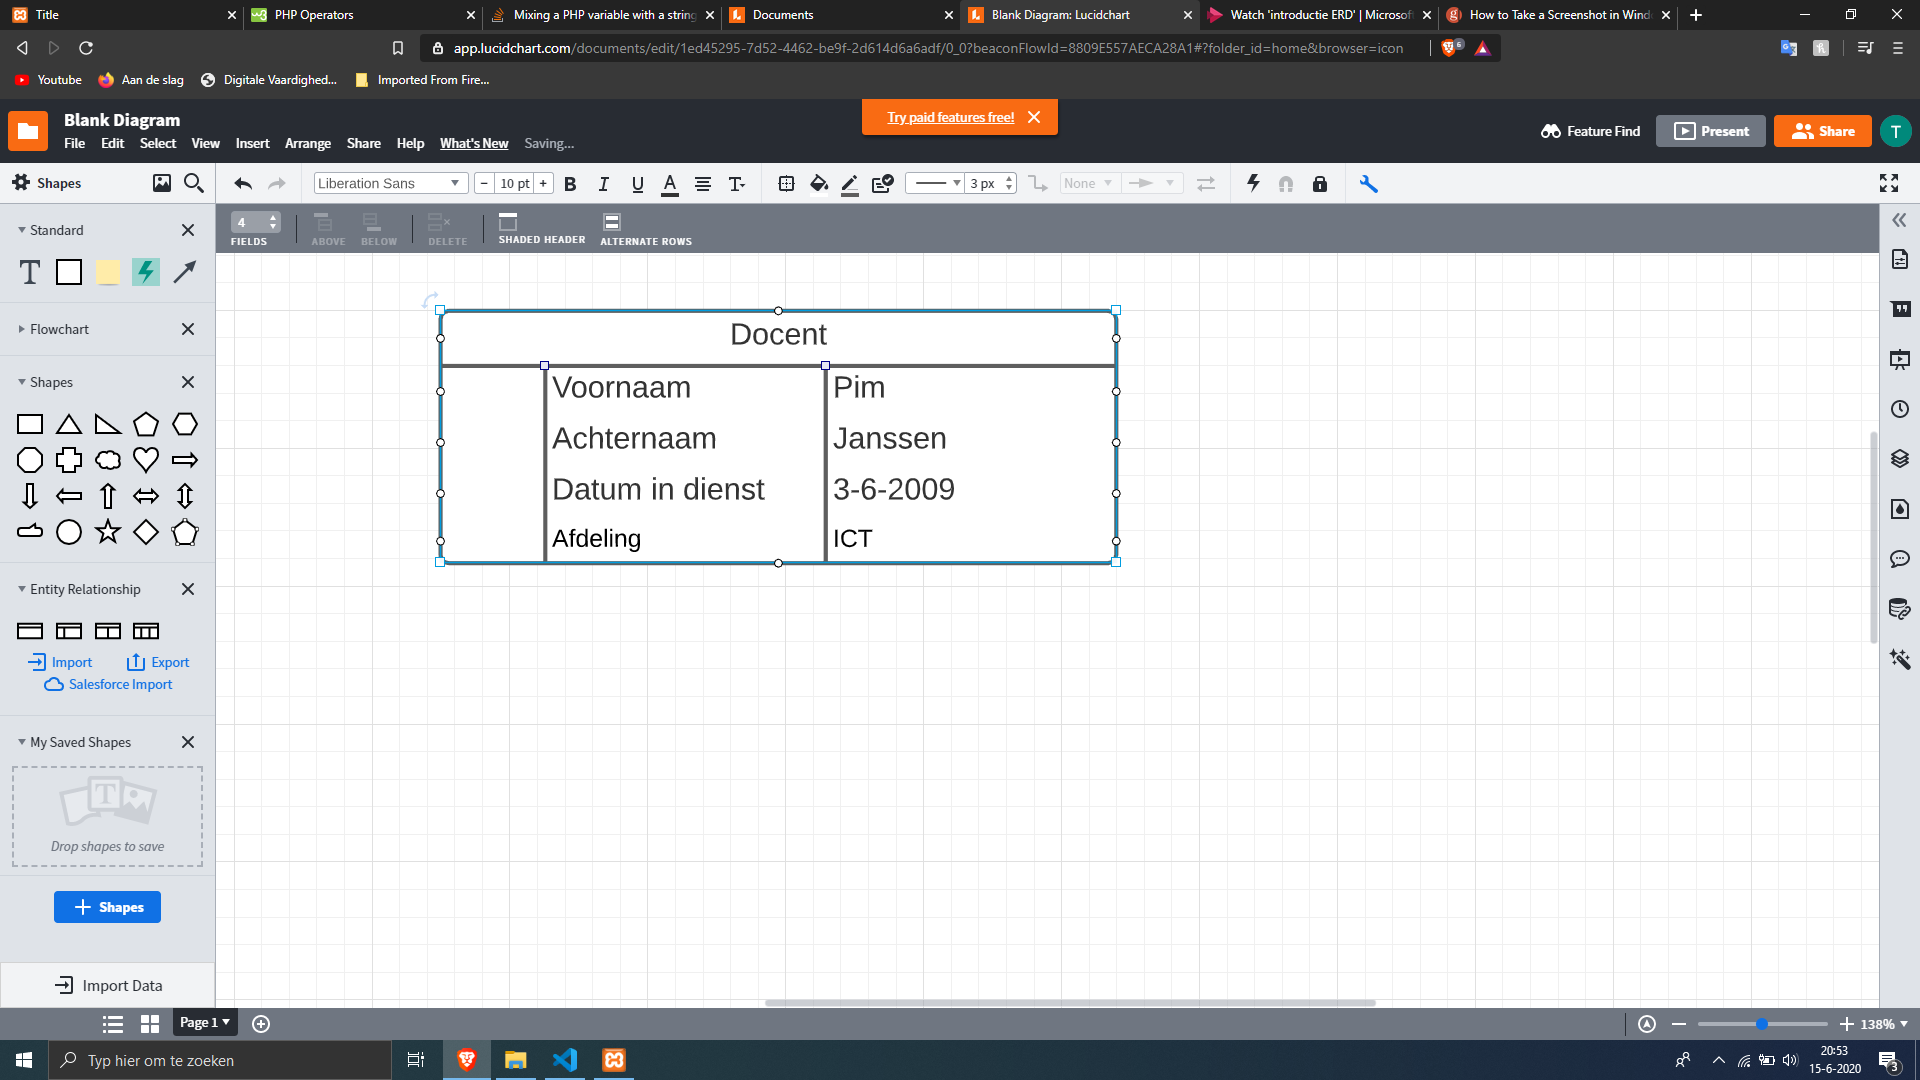 Title
PHP Operators
Mixing a PHP variable with a string
Documents
Blank Diagram: Lucidchart
Watch 'introductie ERD' | Microsof
How to Take a Screenshot in Wind
app.lucidchart.com/documents/edit/1ed45295-7d52-4462-be9f-2d614d6a6adf/0_0?beaconFlowId=8809E557AECA28A1#?folder_id=home&browser=icon
6
Youtube
Aan de slag
Digitale Vaardighed...
Imported From Fire...
Blank Diagram
Try paid features free!
File Edit Select View Insert Arrange Share Help What's New Saving...
Feature Find
Present
Share
T
Shapes
Liberation Sans
- 10 pt +
B I U A T
3 px
None
4
FIELDS
ABOVE
BELOW
DELETE
SHADED HEADER
ALTERNATE ROWS
Standard
T
Flowchart
Shapes
Entity Relationship
Import
Export
Salesforce Import
My Saved Shapes
T
Drop shapes to save
+ Shapes
Import Data
Docent
Voornaam Pim
Achternaam Janssen
Datum in dienst 3-6-2009
Afdeling ICT
Page 1
138%
Typ hier om te zoeken
20:53
15-6-2020
3